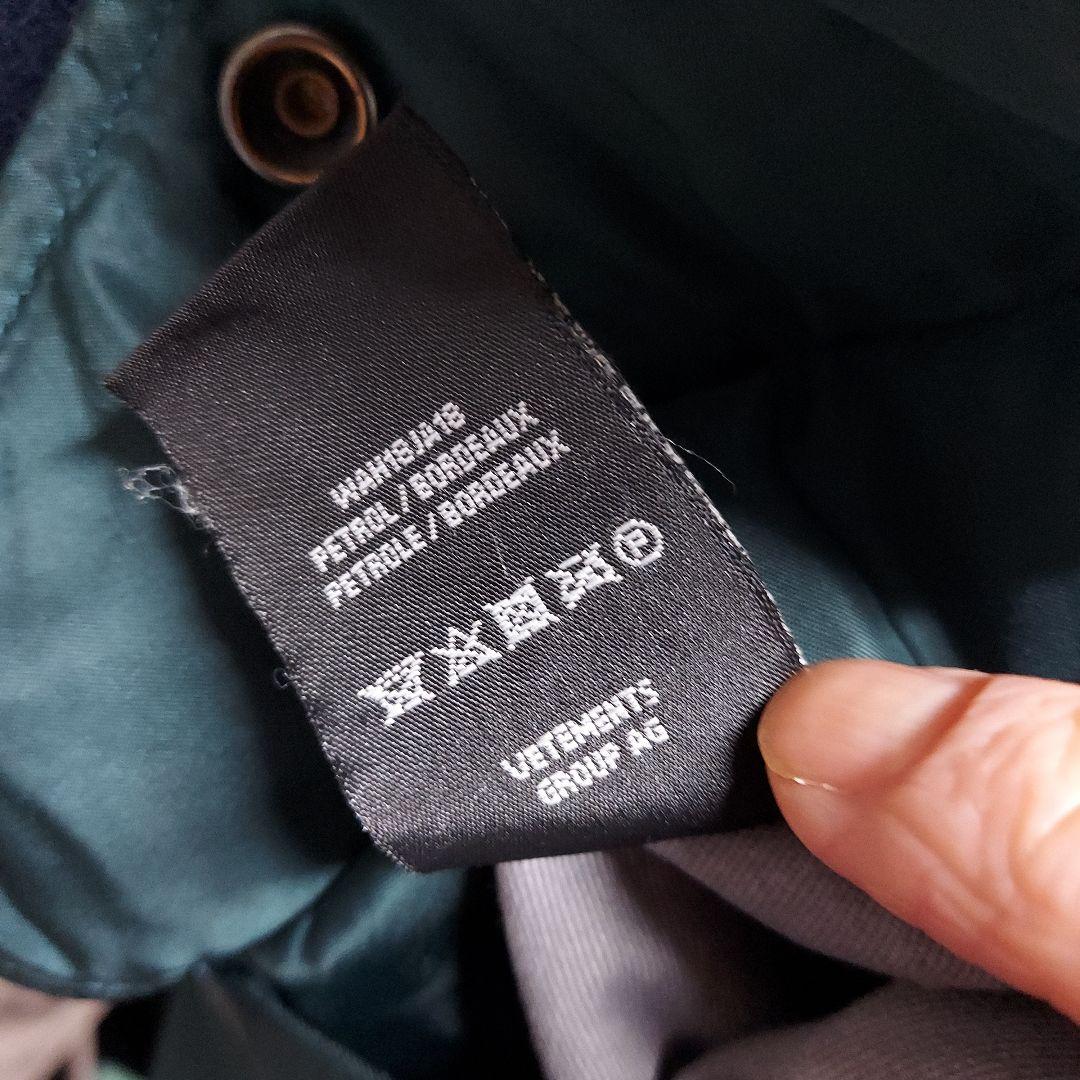 WAH18JA18
PETROL / BORDEAUX
PETROLE / BORDEAUX
P
VETEMENTS
GROUP AG